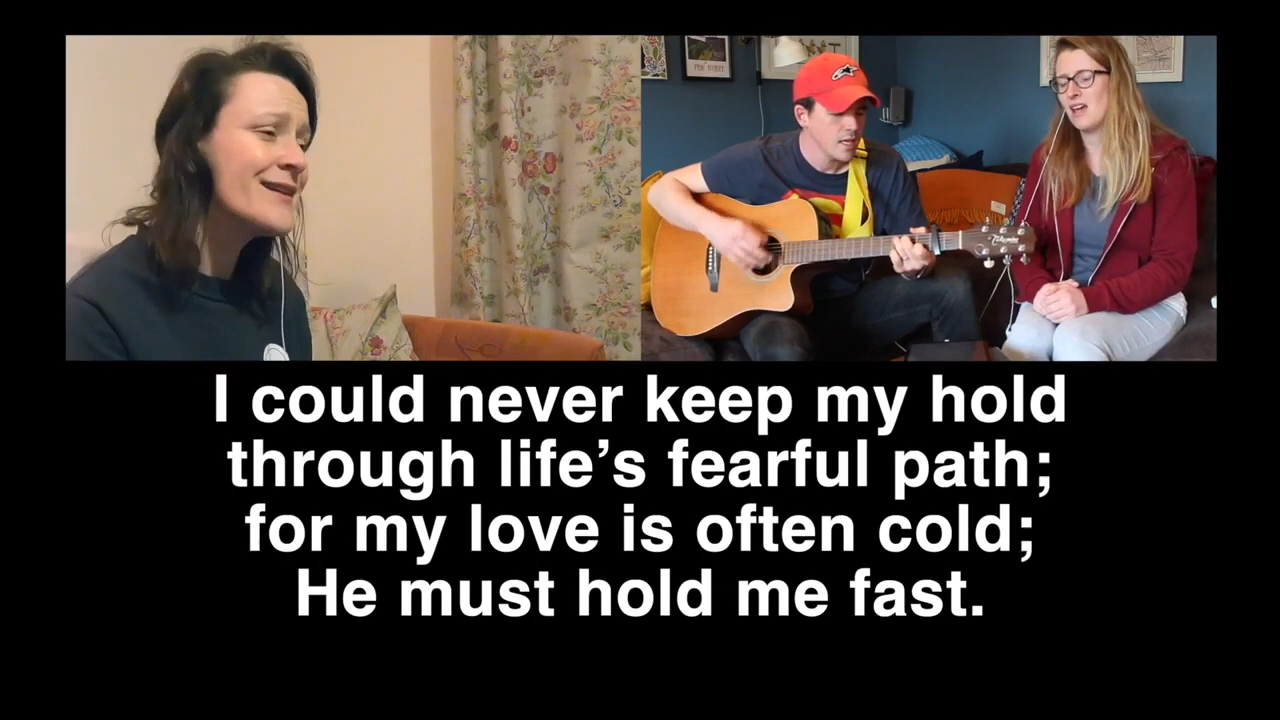 I could never keep my hold
through life’s fearful path;
for my love is often cold;
He must hold me fast.